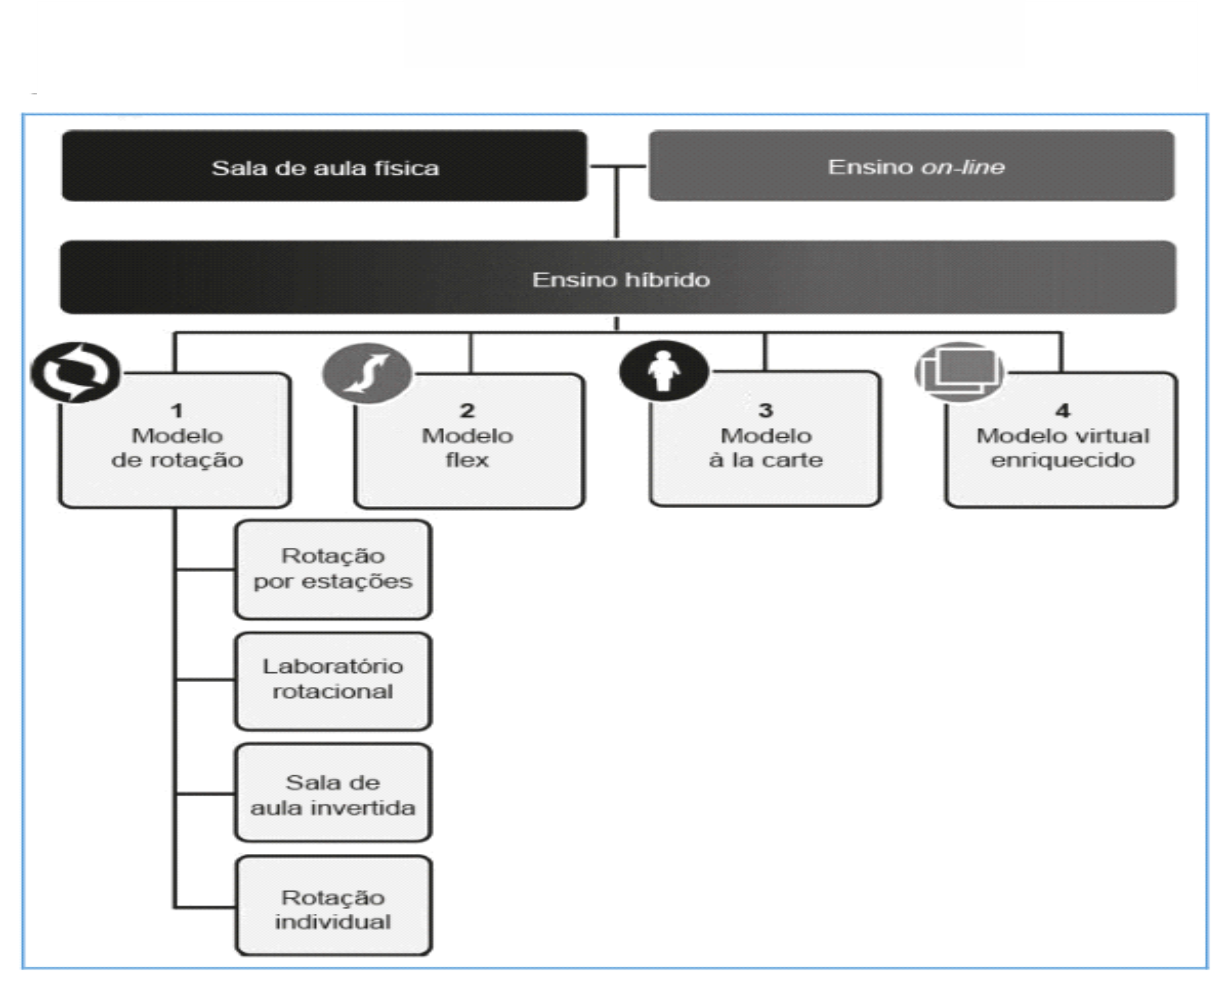 Sala de aula física
Ensino on-line
Ensino híbrido
1
Modelo
de rotação
2
Modelo
flex
3
Modelo
à la carte
4
Modelo virtual
enriquecido
Rotação
por estações
Laboratório
rotacional
Sala de
aula invertida
Rotação
individual